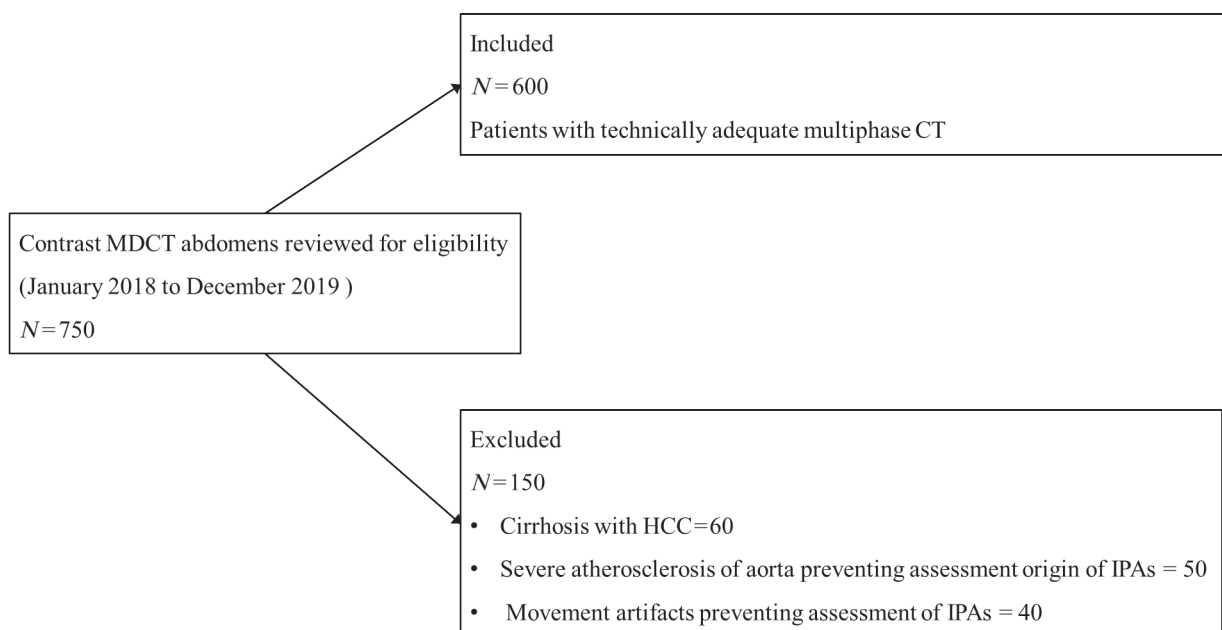 Included
N=600
Patients with technically adequate multiphase CT
Contrast MDCT abdomens reviewed for eligibility
(January 2018 to December 2019 )
N=750
Excluded
N=150
• Cirrhosis with HCC=60
• Severe atherosclerosis of aorta preventing assessment origin of IPAs = 50
• Movement artifacts preventing assessment of IPAs = 40